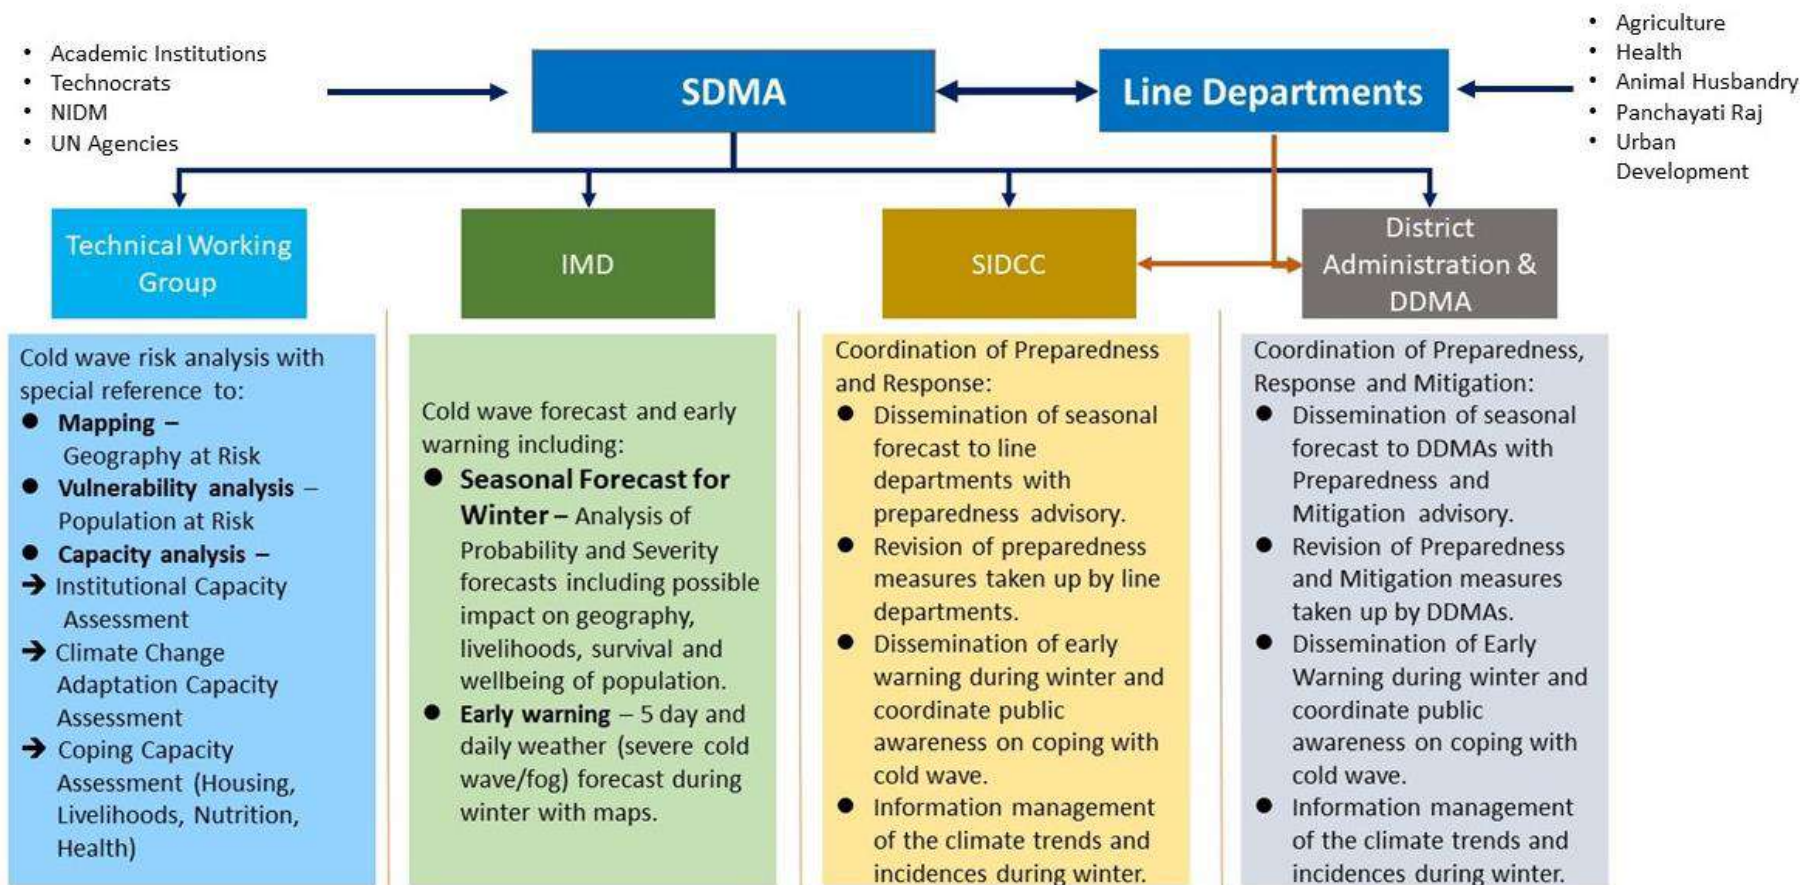 • Academic Institutions
• Technocrats
• NIDM
• UN Agencies
SDMA
Line Departments
• Agriculture
• Health
• Animal Husbandry
• Panchayati Raj
• Urban
Development
Technical Working
Group
IMD
SIDCC
District
Administration &
DDMA
Cold wave risk analysis with
special reference to:
● Mapping –
Geography at Risk
● Vulnerability analysis –
Population at Risk
● Capacity analysis –
➔ Institutional Capacity
Assessment
➔ Climate Change
Adaptation Capacity
Assessment
➔ Coping Capacity
Assessment (Housing,
Livelihoods, Nutrition,
Health)
Cold wave forecast and early
warning including:
● Seasonal Forecast for
Winter – Analysis of
Probability and Severity
forecasts including possible
impact on geography,
livelihoods, survival and
wellbeing of population.
● Early warning – 5 day and
daily weather (severe cold
wave/fog) forecast during
winter with maps.
Coordination of Preparedness
and Response:
● Dissemination of seasonal
forecast to line
departments with
preparedness advisory.
● Revision of preparedness
measures taken up by line
departments.
● Dissemination of early
warning during winter and
coordinate public
awareness on coping with
cold wave.
● Information management
of the climate trends and
incidences during winter.
Coordination of Preparedness,
Response and Mitigation:
● Dissemination of seasonal
forecast to DDMAs with
Preparedness and
Mitigation advisory.
● Revision of Preparedness
and Mitigation measures
taken up by DDMAs.
● Dissemination of Early
Warning during winter and
coordinate public
awareness on coping with
cold wave.
● Information management
of the climate trends and
incidences during winter.